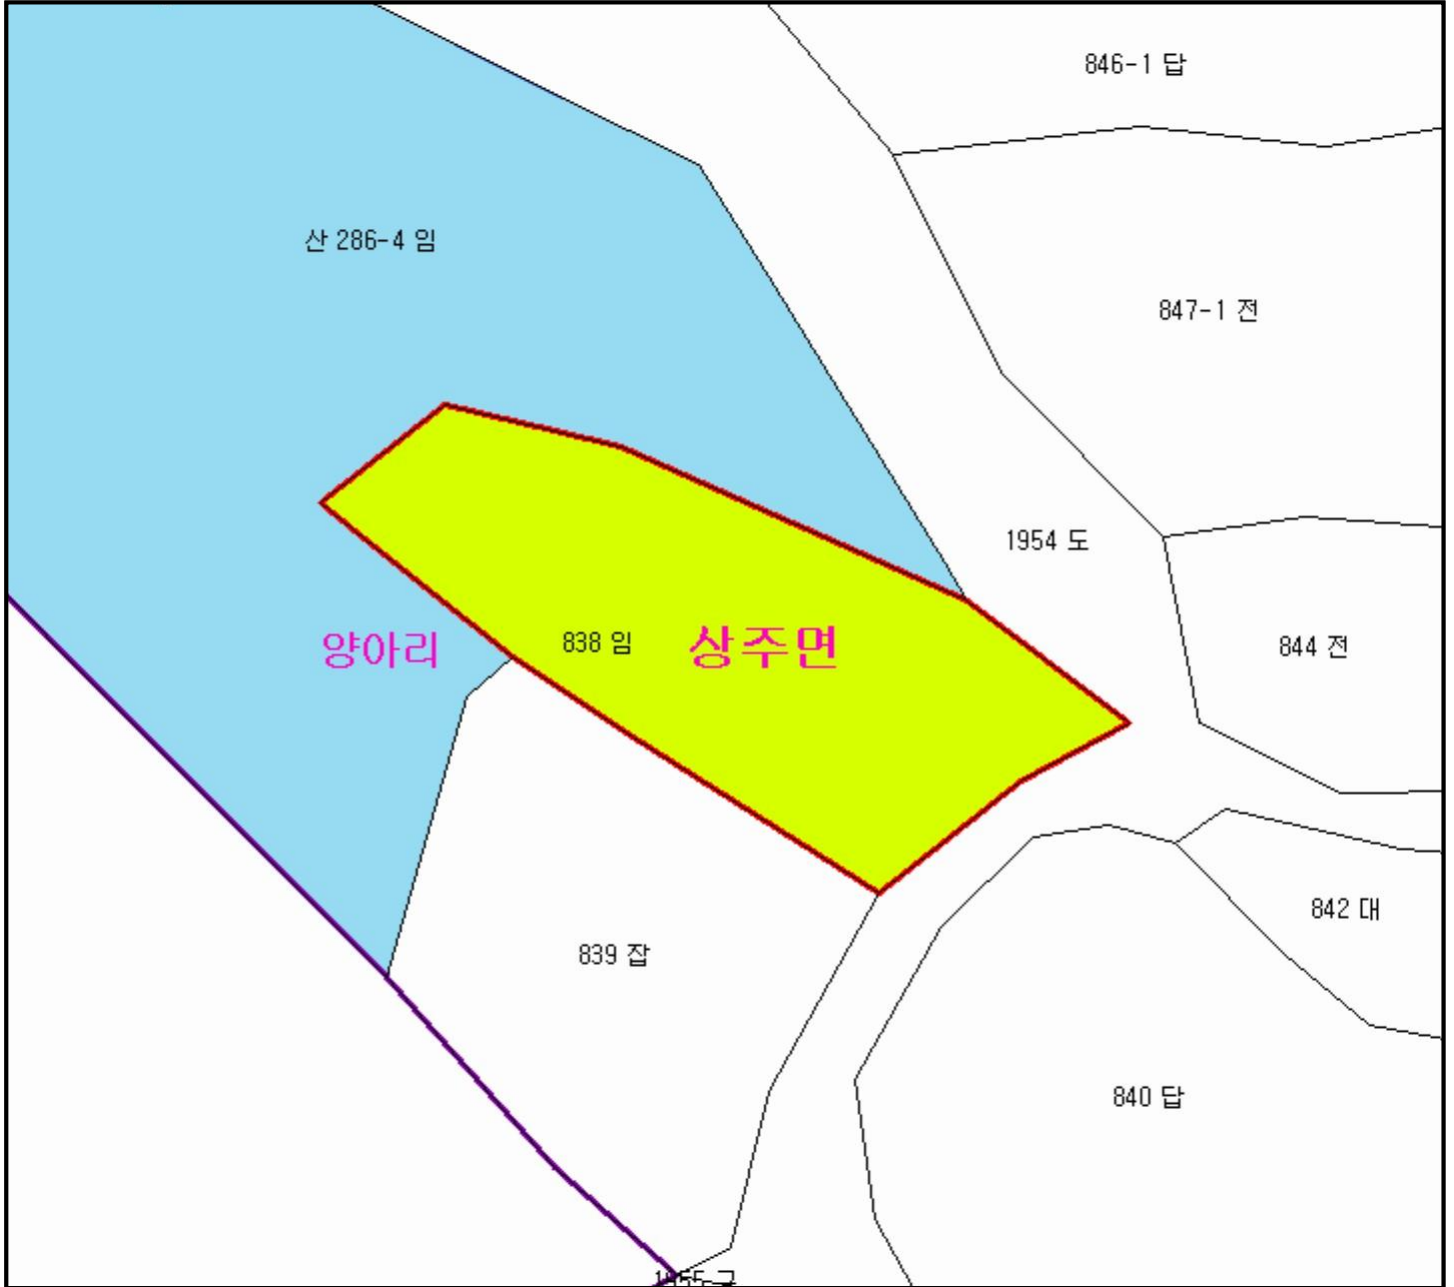 846-1 답
산 286-4 임
847-1 전
1954 도
838 임
상주면
양아리
844 전
842 대
839 잡
840 답